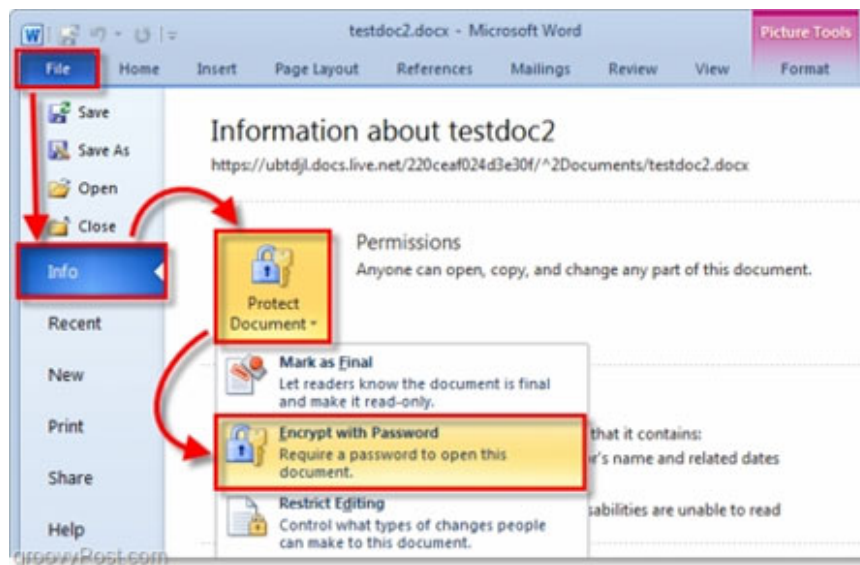 W
testdoc2.docx - Microsoft Word
Picture Tools
File Home Insert Page Layout References Mailings Review View Format
Save
Save As
Open
Close
Info
Recent
New
Print
Share
Help
Information about testdoc2
https://ubtdjl.docs.live.net/220ceaf024d3e30f/^2Documents/testdoc2.docx
Permissions
Anyone can open, copy, and change any part of this document.
Protect
Document
Mark as Final
Let readers know the document is final
and make it read-only.
Encrypt with Password
Require a password to open this
document.
Restrict Editing
Control what types of changes people
can make to this document.
that it contains:
r's name and related dates
sabilities are unable to read
groovyPost.com